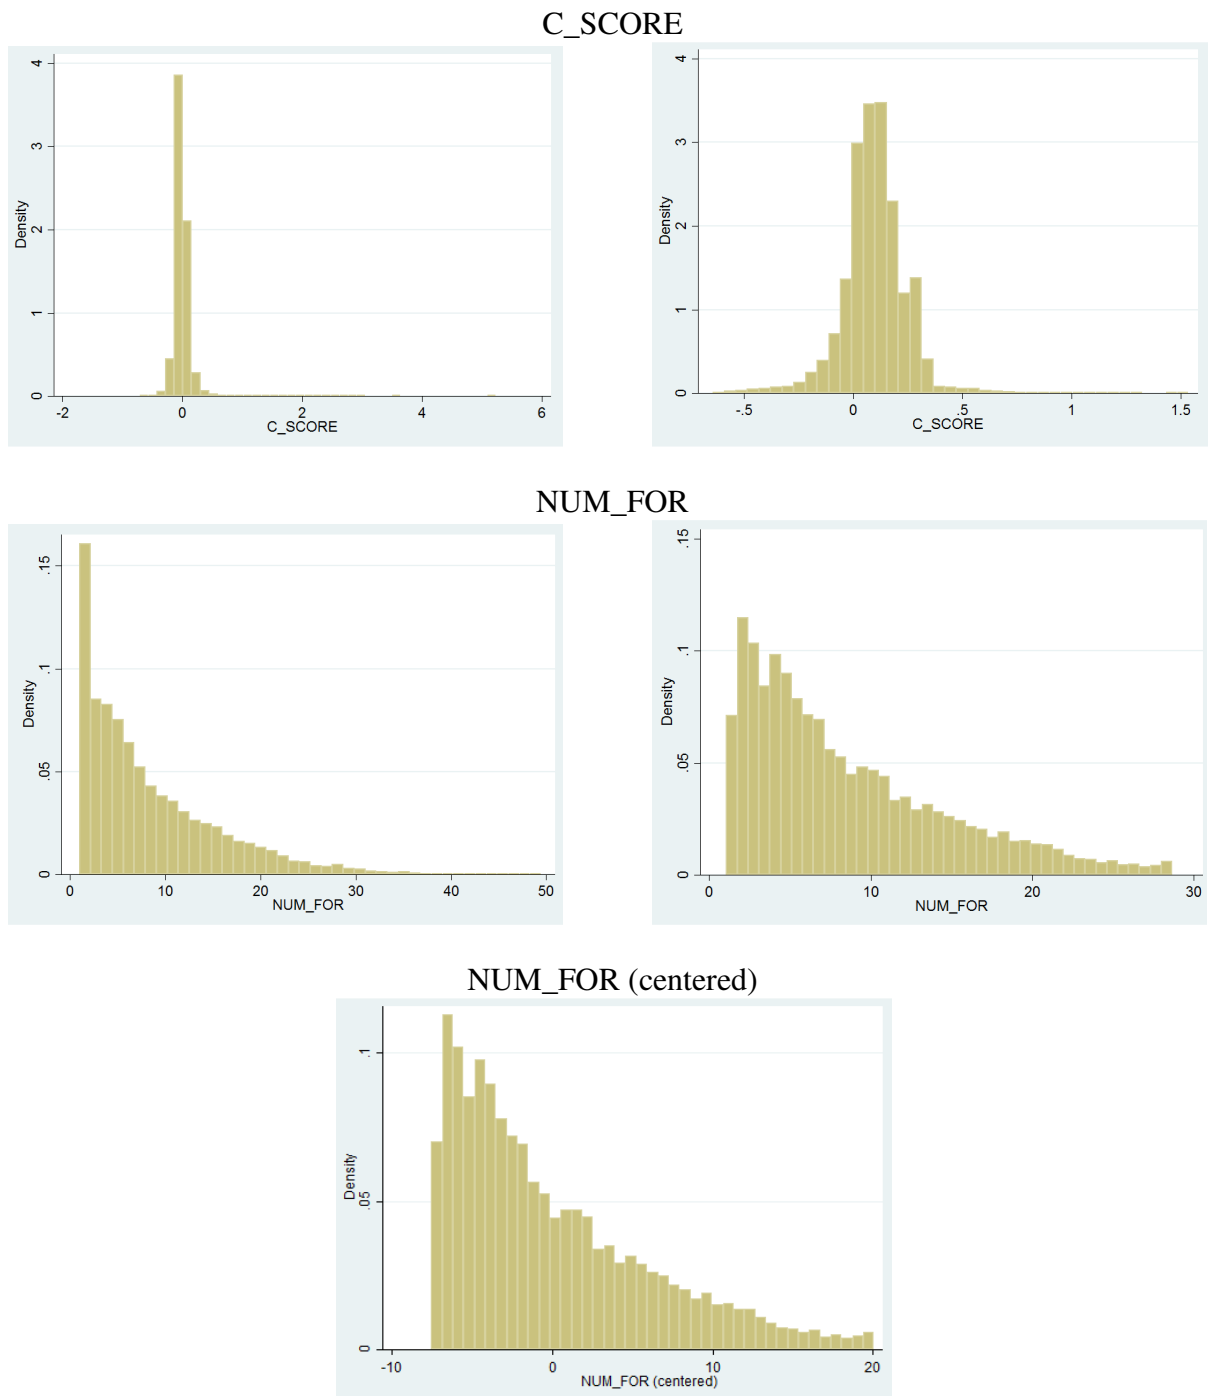 C_SCORE
Density
4
3
2
1
0
-2 0 2 4 6
C_SCORE
Density
4
3
2
1
0
-.5 0 .5 1 1.5
C_SCORE
NUM_FOR
Density
.15
.1
.05
0
0 10 20 30 40 50
NUM_FOR
Density
.15
.1
.05
0
0 10 20 30
NUM_FOR
NUM_FOR (centered)
Density
.1
.05
0
-10 0 10 20
NUM_FOR (centered)